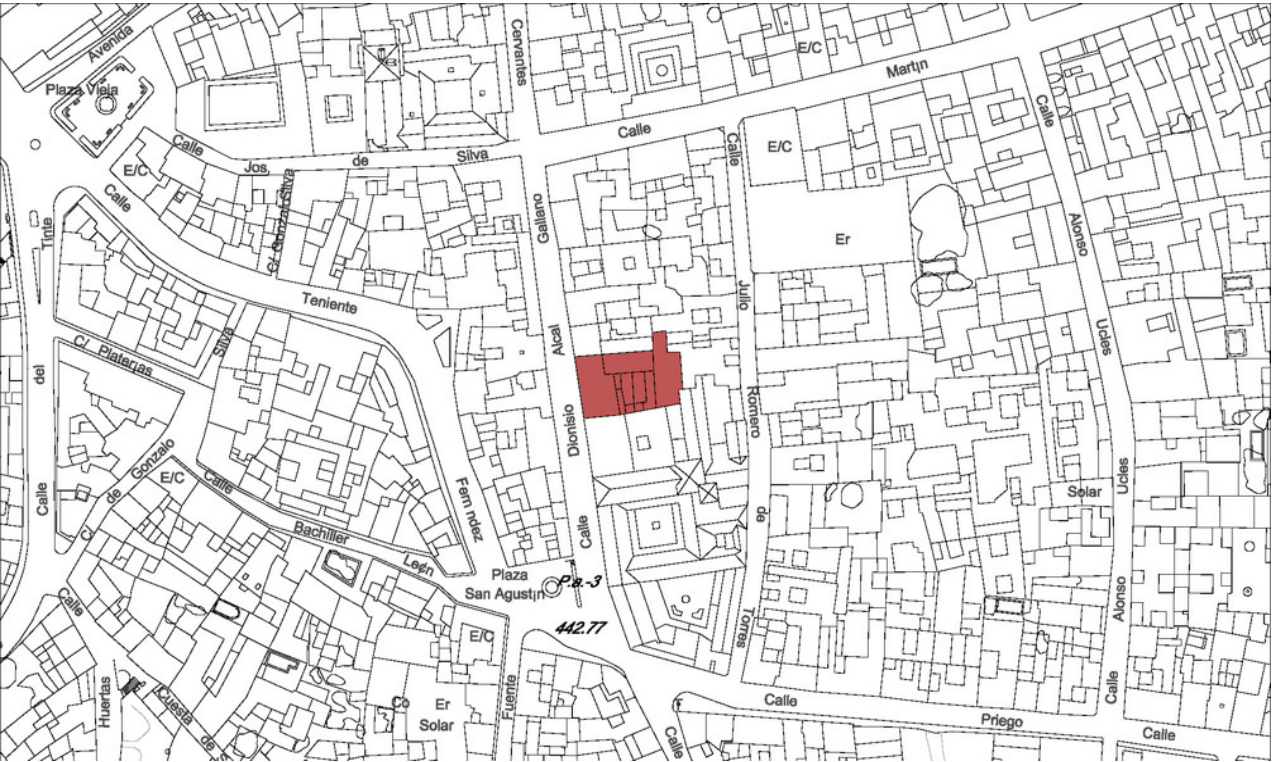 Avenida
Plaza Vieja
Cervantes
E/C
Martın
Calle
Calle
Calle
Calle
E/C
E/C
Jos
de
Silva
C/ Gonzalo Silva
Calle
Galiano
Alonso
Er
Tinte
Teniente
Julio
Silva
Alcal
Ucles
C/. Platerıas
del
Romero
Dionisio
de Gonzalo
E/C
Calle
Solar
Ucles
Calle
Fern ndez
de
Calle
C/
Bachiller
León
Plaza
San Agustın
P.a.-3
442.77
Calle
Alonso
Torres
E/C
Calle
Huertas
Cuesta
de
Co
Er
Solar
Fuente
Calle
Calle
Priego
Calle